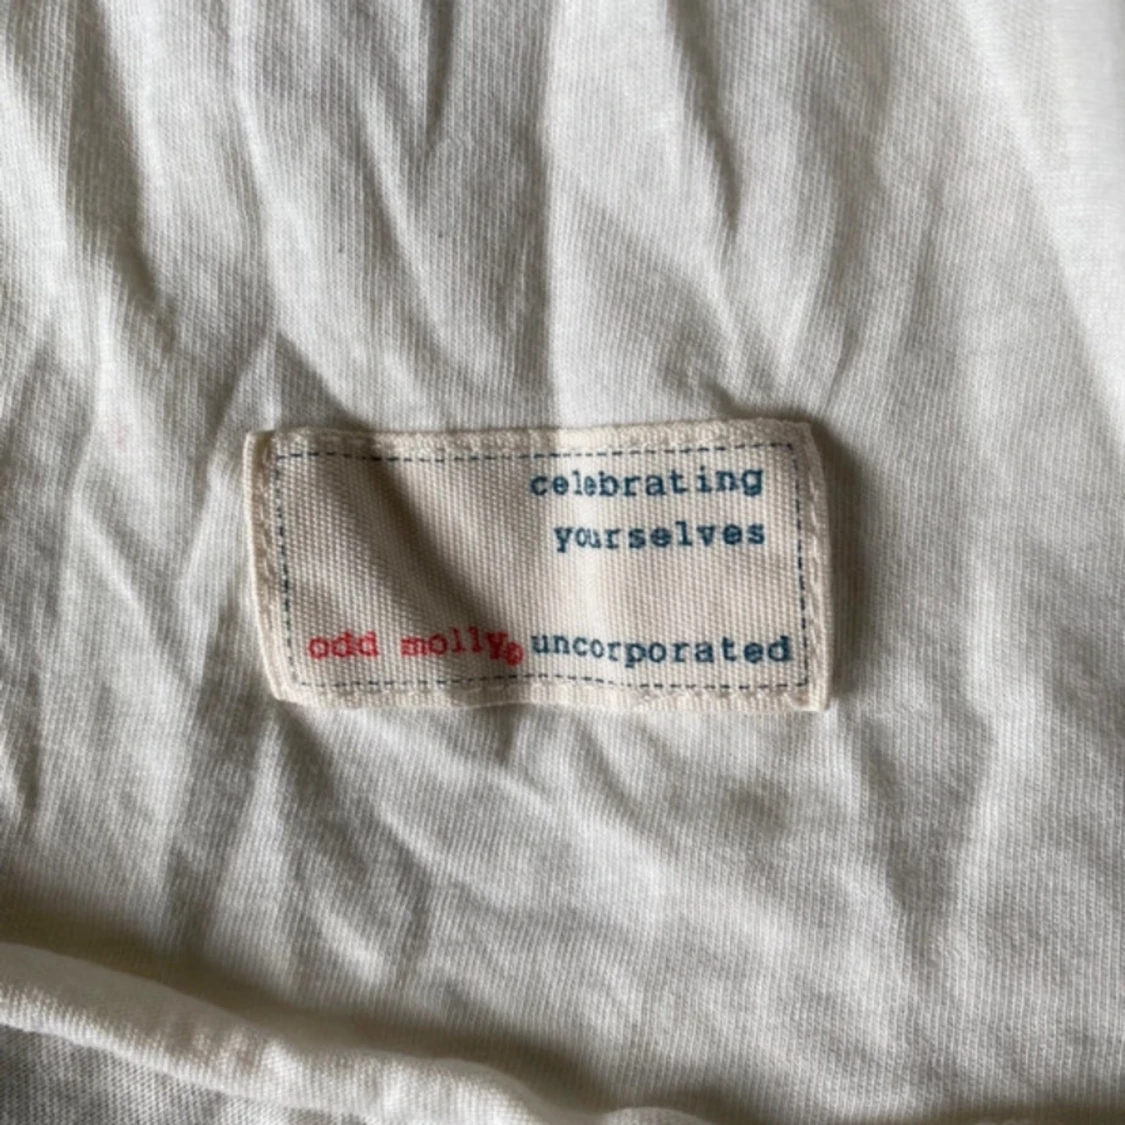 celebrating
yourselves
odd molly® uncorporated